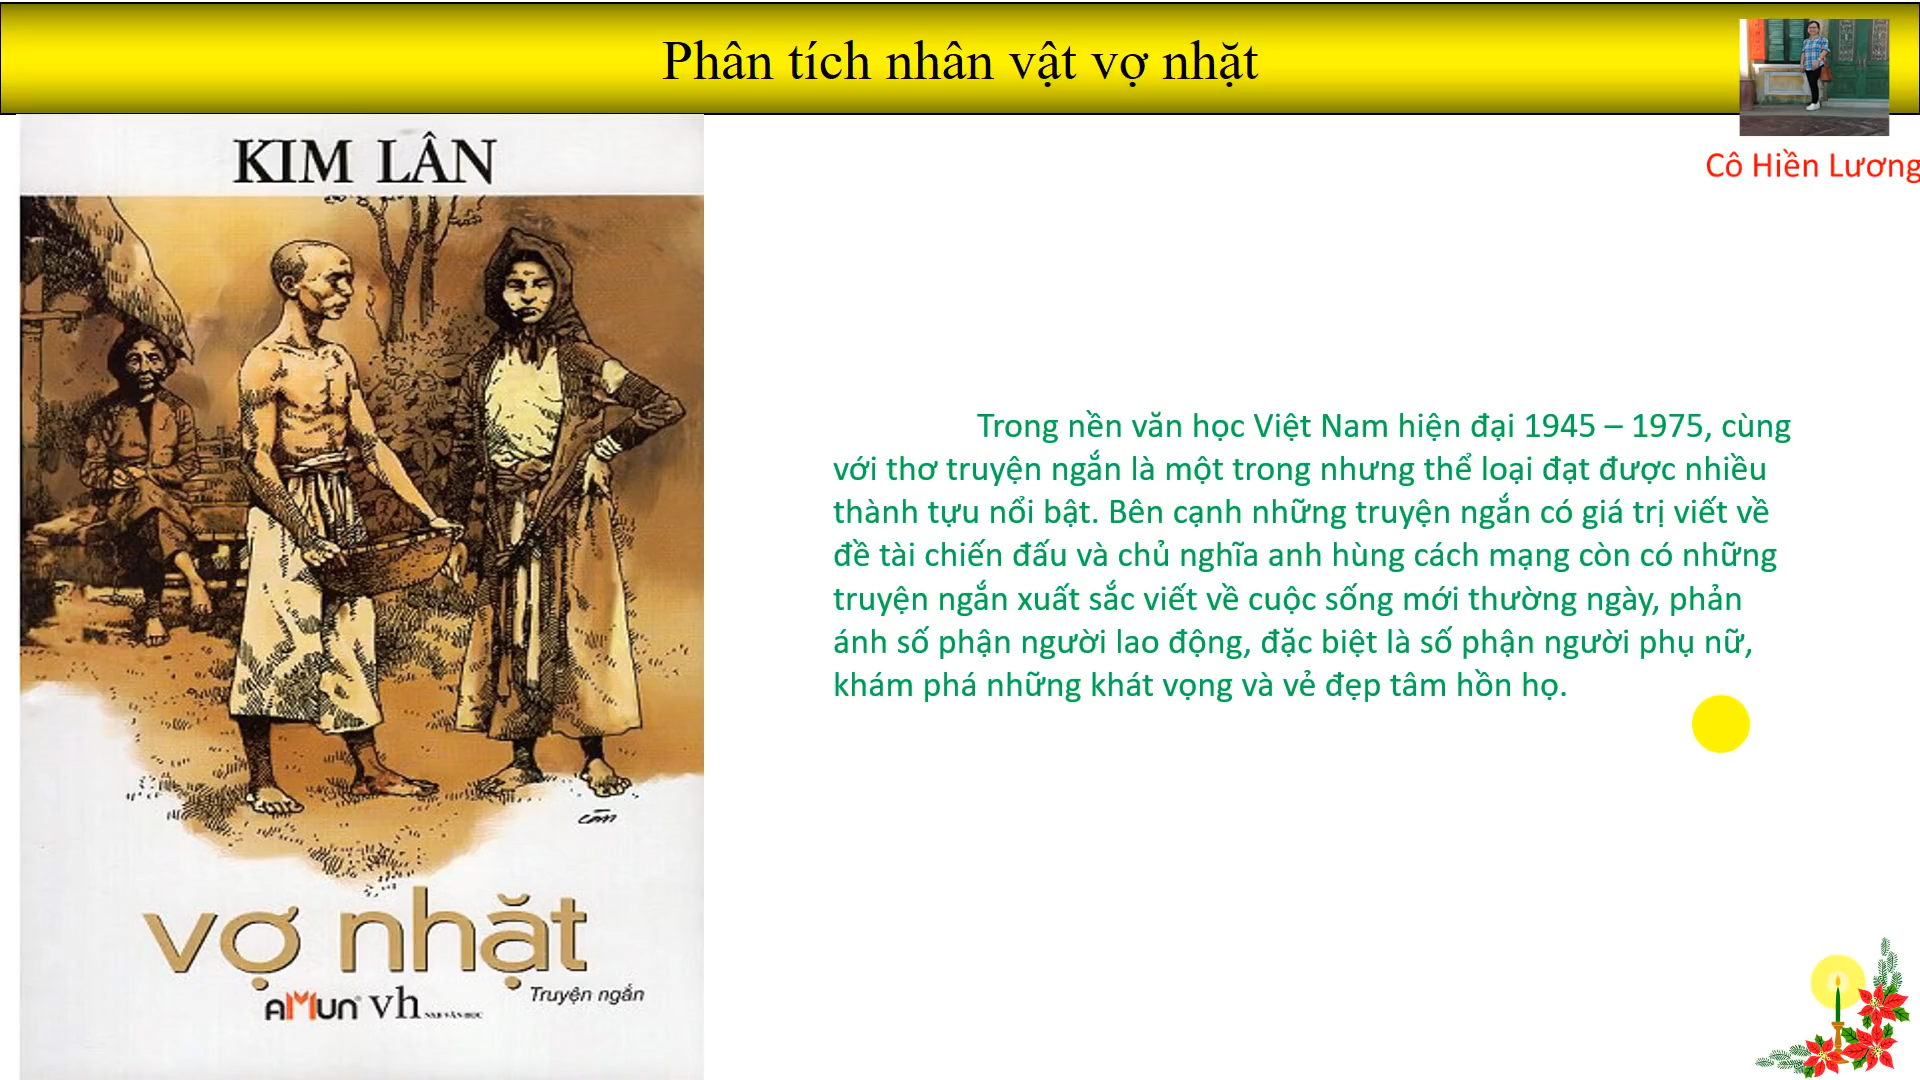 Phân tích nhân vật vợ nhặt
Cô Hiền Lương
KIM LÂN
Trong nền văn học Việt Nam hiện đại 1945 – 1975, cùng
với thơ truyện ngắn là một trong nhưng thể loại đạt được nhiều
thành tựu nổi bật. Bên cạnh những truyện ngắn có giá trị viết về
đề tài chiến đấu và chủ nghĩa anh hùng cách mạng còn có những
truyện ngắn xuất sắc viết về cuộc sống mới thường ngày, phản
ánh số phận người lao động, đặc biệt là số phận người phụ nữ,
khám phá những khát vọng và vẻ đẹp tâm hồn họ.
vợ nhặt
Truyện ngắn
AMUN vh NXB VĂN HỌC